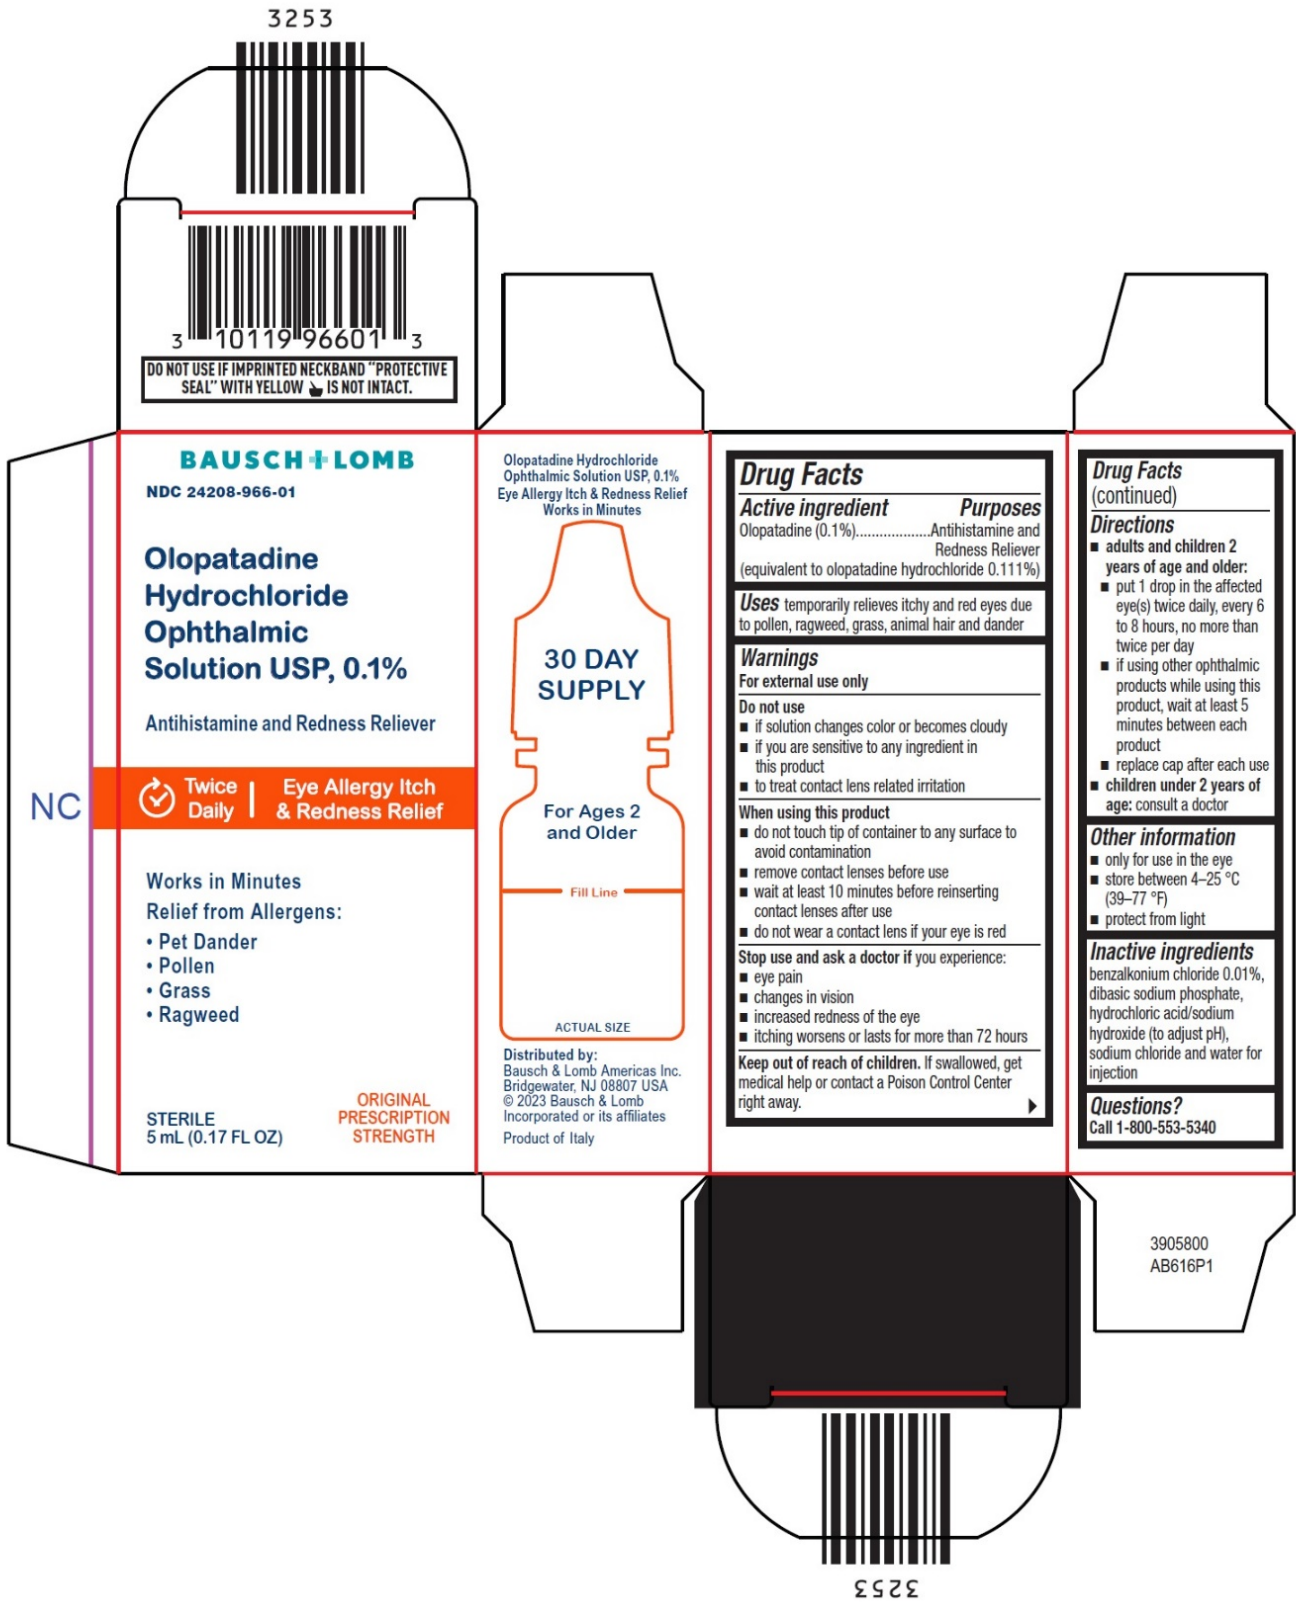 3253
3 10119 96601 3
DO NOT USE IF IMPRINTED NECKBAND "PROTECTIVE
SEAL" WITH YELLOW IS NOT INTACT.
NC
BAUSCH + LOMB
NDC 24208-966-01
Olopatadine
Hydrochloride
Ophthalmic
Solution USP, 0.1%
Antihistamine and Redness Reliever
Twice
Daily
Eye Allergy Itch
& Redness Relief
Works in Minutes
Relief from Allergens:
• Pet Dander
• Pollen
• Grass
• Ragweed
STERILE
5 mL (0.17 FL OZ)
ORIGINAL
PRESCRIPTION
STRENGTH
Olopatadine Hydrochloride
Ophthalmic Solution USP, 0.1%
Eye Allergy Itch & Redness Relief
Works in Minutes
30 DAY
SUPPLY
For Ages 2
and Older
Fill Line
ACTUAL SIZE
Distributed by:
Bausch & Lomb Americas Inc.
Bridgewater, NJ 08807 USA
© 2023 Bausch & Lomb
Incorporated or its affiliates
Product of Italy
Drug Facts
Active ingredient Purposes
Olopatadine (0.1%)...................Antihistamine and
Redness Reliever
(equivalent to olopatadine hydrochloride 0.111%)
Uses temporarily relieves itchy and red eyes due
to pollen, ragweed, grass, animal hair and dander
Warnings
For external use only
Do not use
■ if solution changes color or becomes cloudy
■ if you are sensitive to any ingredient in
this product
■ to treat contact lens related irritation
When using this product
■ do not touch tip of container to any surface to
avoid contamination
■ remove contact lenses before use
■ wait at least 10 minutes before reinserting
contact lenses after use
■ do not wear a contact lens if your eye is red
Stop use and ask a doctor if you experience:
■ eye pain
■ changes in vision
■ increased redness of the eye
■ itching worsens or lasts for more than 72 hours
Keep out of reach of children. If swallowed, get
medical help or contact a Poison Control Center
right away.
Drug Facts
(continued)
Directions
■ adults and children 2
years of age and older:
■ put 1 drop in the affected
eye(s) twice daily, every 6
to 8 hours, no more than
twice per day
■ if using other ophthalmic
products while using this
product, wait at least 5
minutes between each
product
■ replace cap after each use
■ children under 2 years of
age: consult a doctor
Other information
■ only for use in the eye
■ store between 4–25 °C
(39–77 °F)
■ protect from light
Inactive ingredients
benzalkonium chloride 0.01%,
dibasic sodium phosphate,
hydrochloric acid/sodium
hydroxide (to adjust pH),
sodium chloride and water for
injection
Questions?
Call 1-800-553-5340
3905800
AB616P1
3253